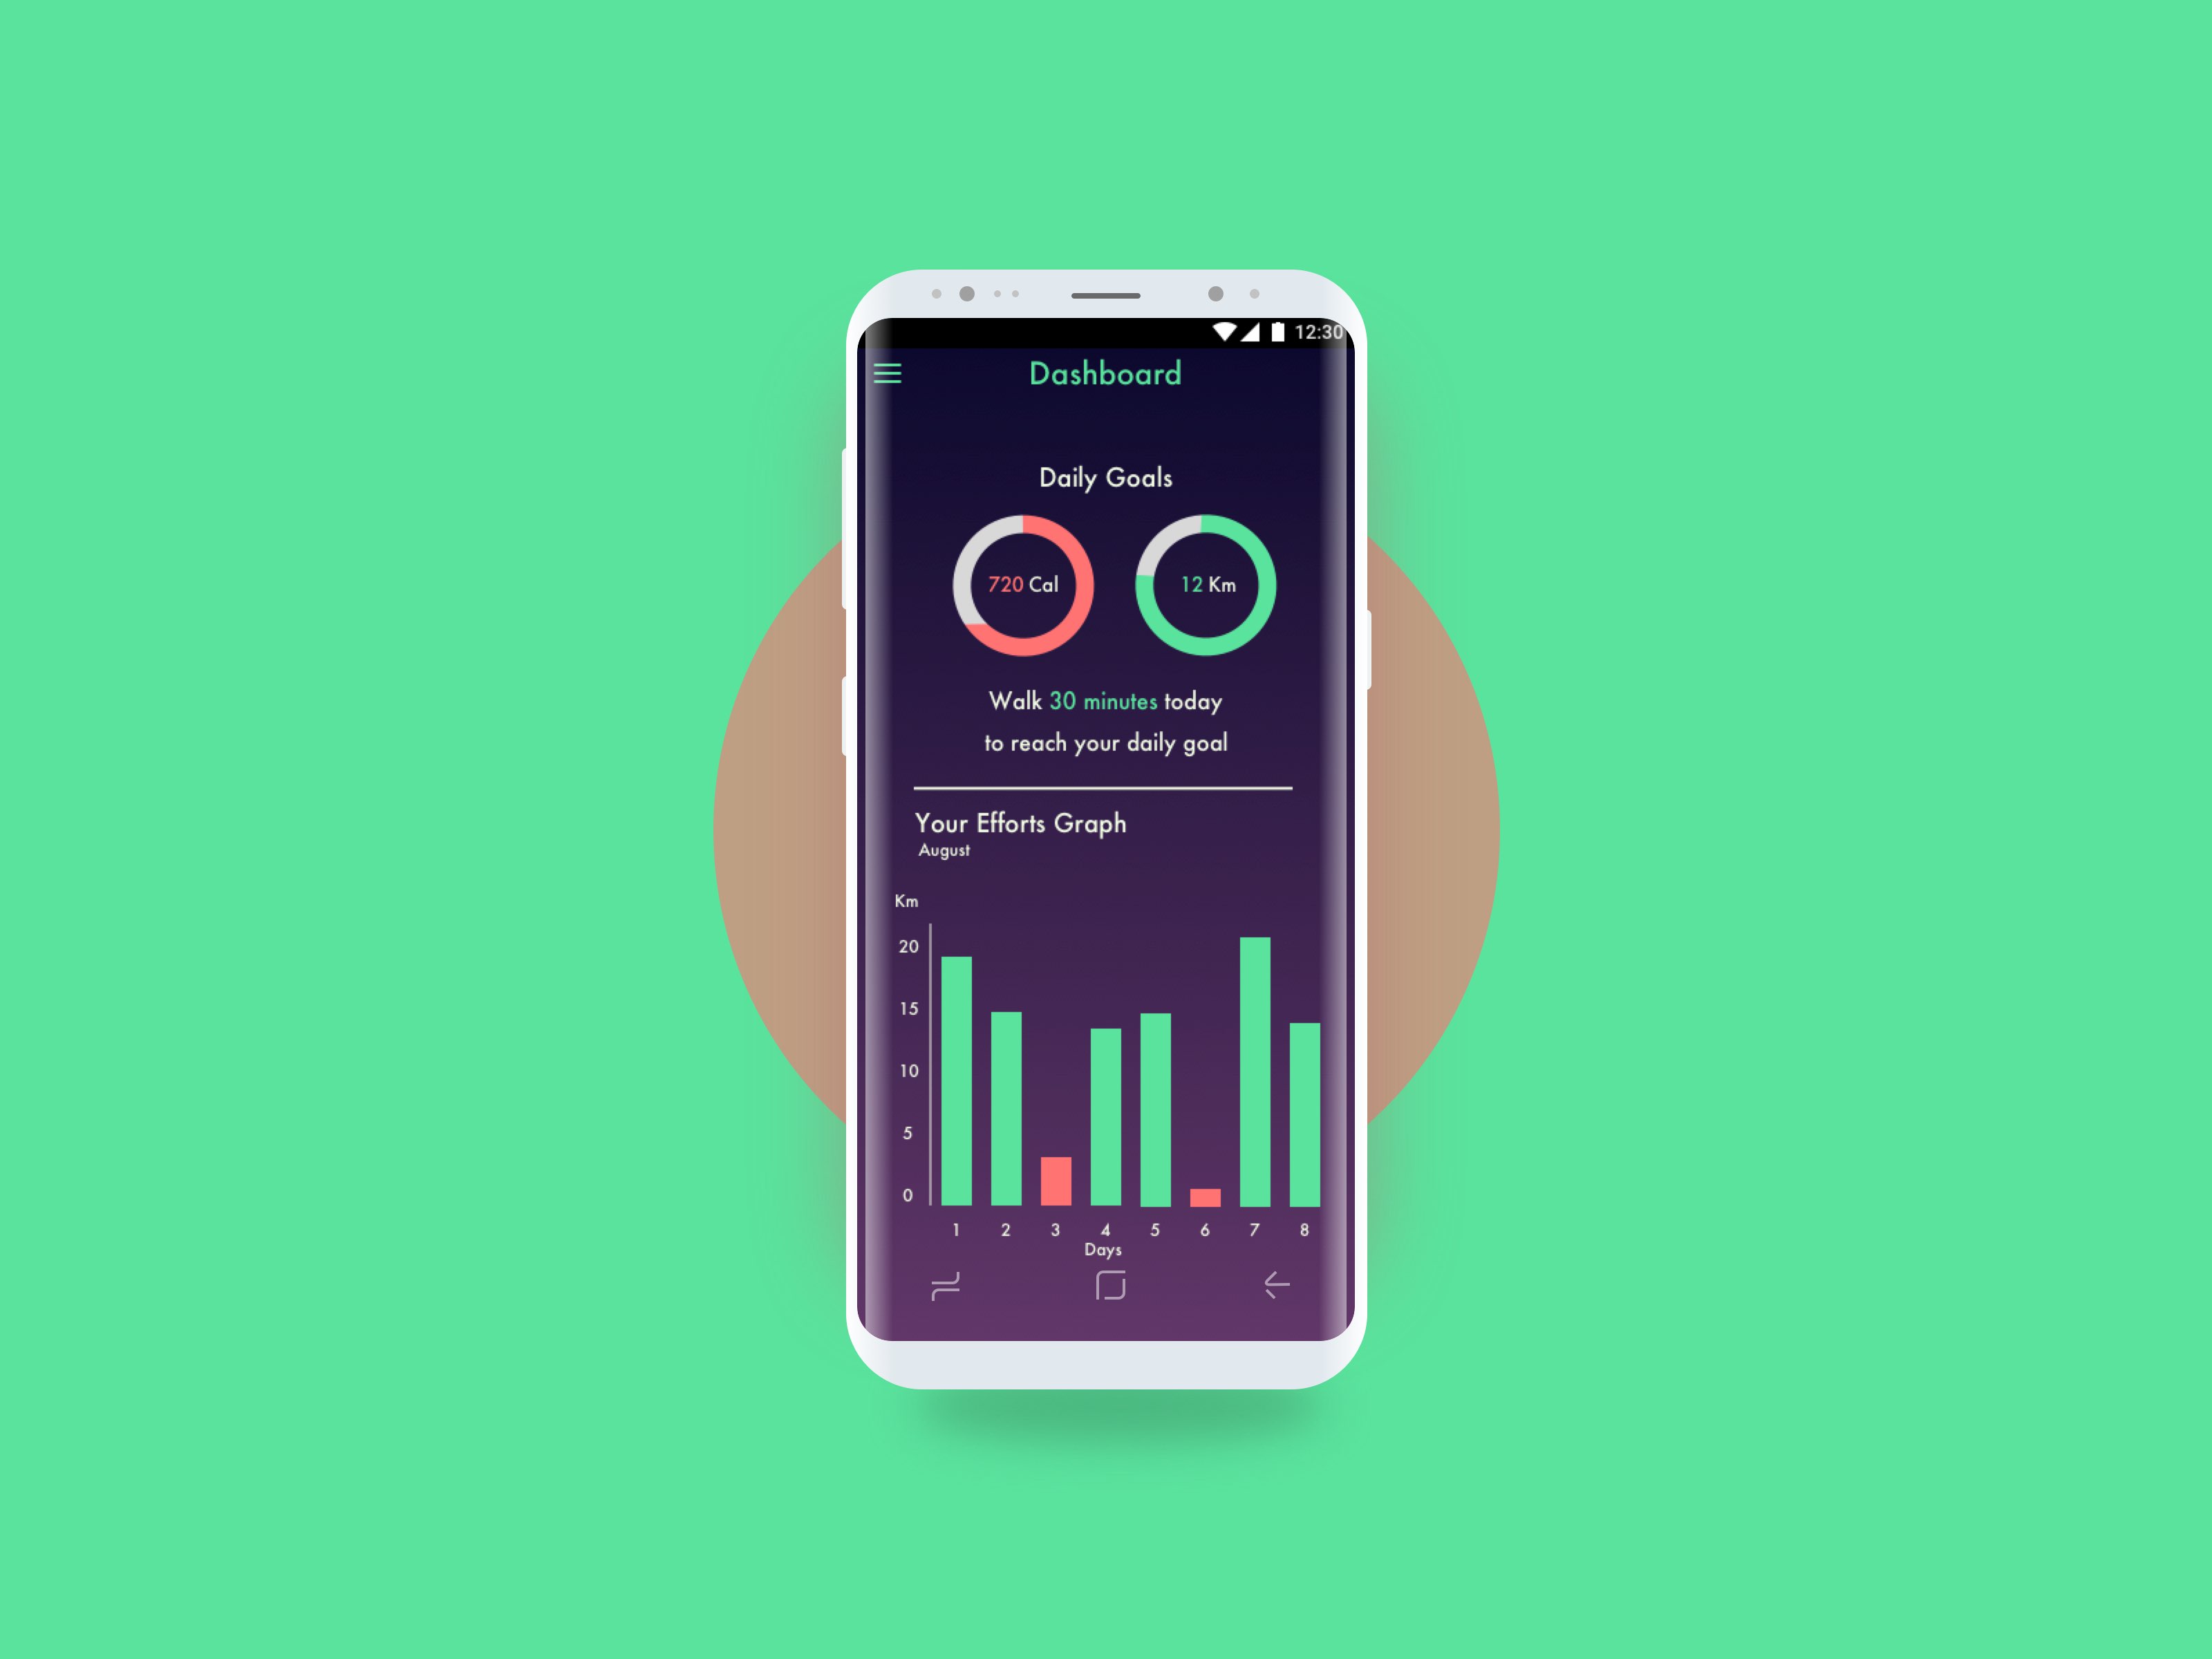 12:30
Dashboard
Daily Goals
720 Cal
12 Km
Walk 30 minutes today
to reach your daily goal
Your Efforts Graph
August
Km
20
15
10
5
0
1 2 3 4 5 6 7 8
Days